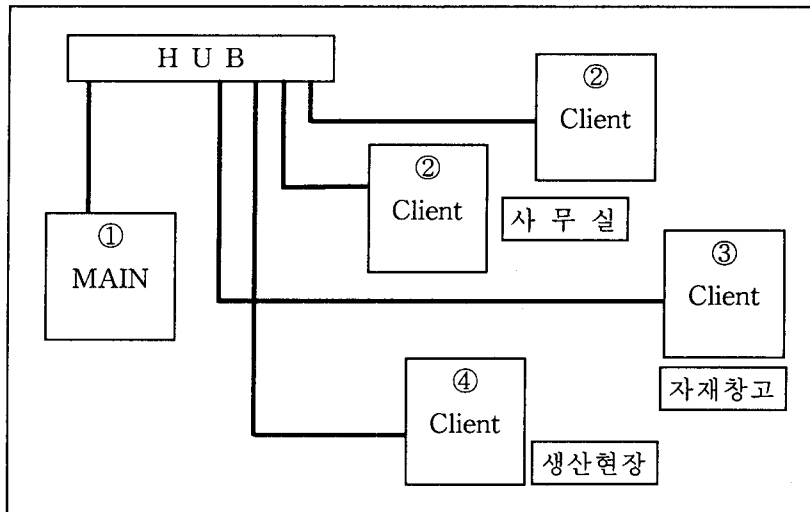 H U B
②
Client
②
Client
사 무 실
①
MAIN
③
Client
자재창고
④
Client
생산현장